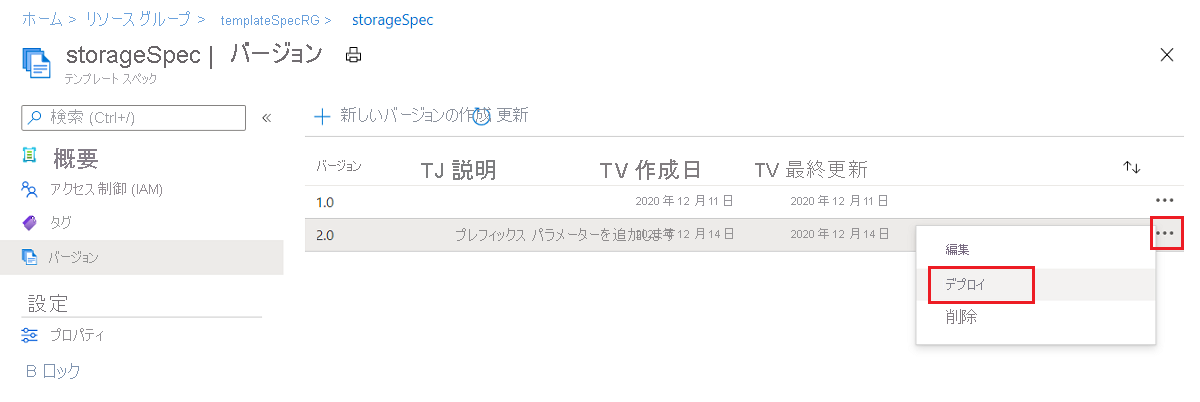 ホーム > リソース グループ > templateSpecRG > storageSpec
storageSpec | バージョン
テンプレート スペック
検索 (Ctrl+/)
«
新しいバージョンの作成 更新
概要
アクセス制御 (IAM)
タグ
バージョン
設定
プロパティ
B ロック
バージョン TJ 説明 TV 作成日 TV 最終更新
1.0 2020 年 12 月 11 日 2020 年 12 月 11 日
2.0 プレフィックス パラメーターを追加します 2020 年 12 月 14 日 2020 年 12 月 14 日
編集
デプロイ
削除